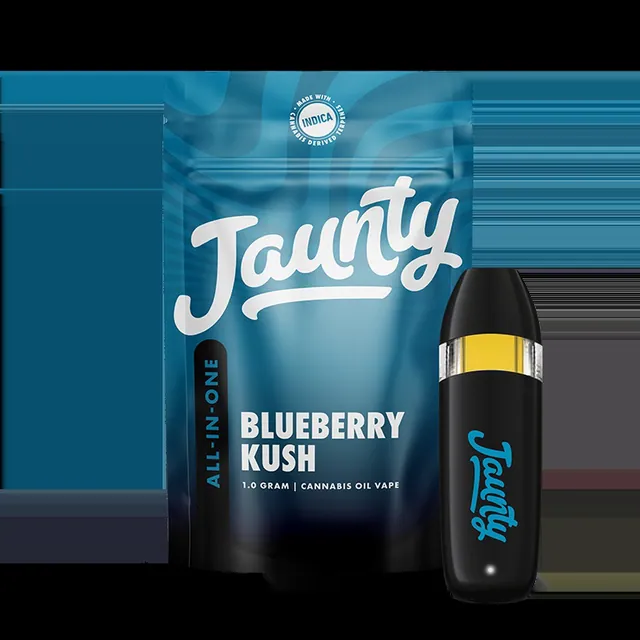 MADE WITH
INDICA
CANNABIS DERIVED TERPENES
Jaunty
ALL-IN-ONE
BLUEBERRY
KUSH
1.0 GRAM | CANNABIS OIL VAPE
Jaunty